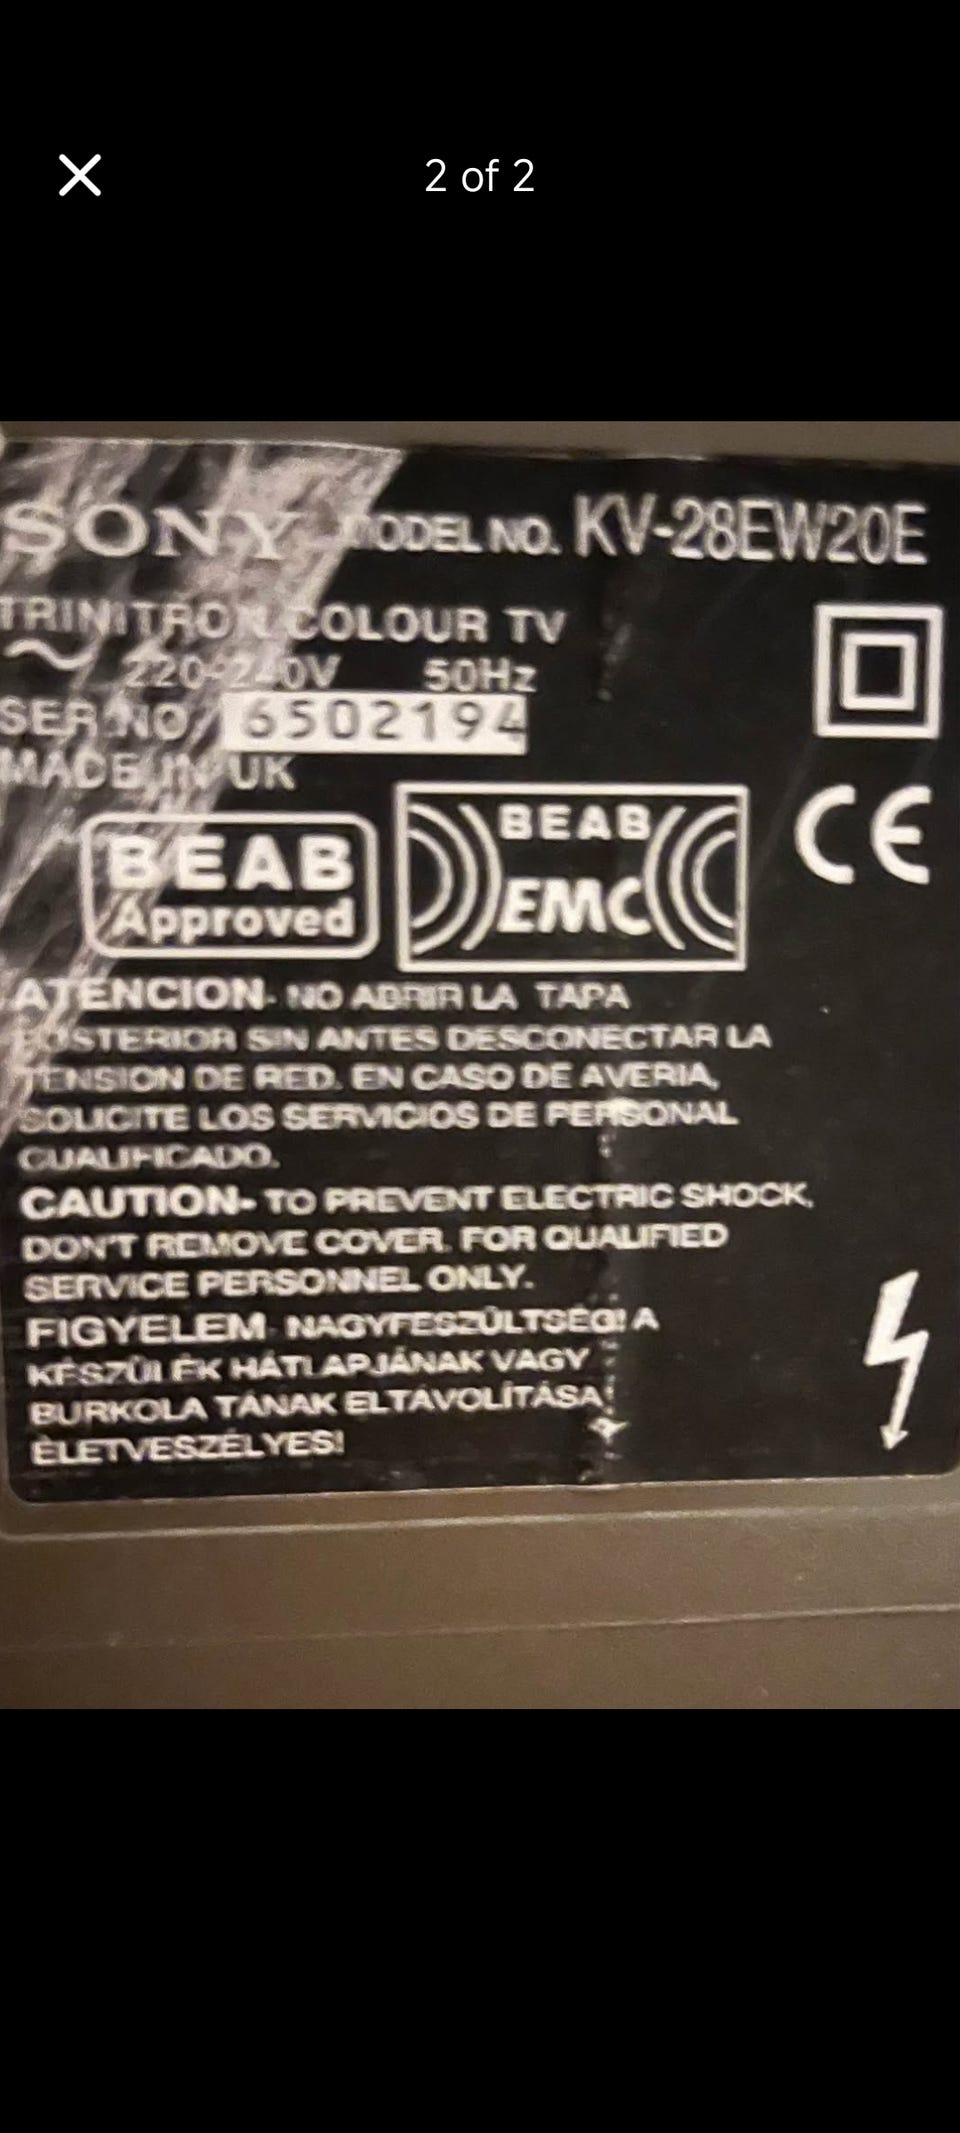 2 of 2
SONY MODEL NO. KV-28EW20E
TRINITRON COLOUR TV
220-240V 50Hz
SER NO 6502194
MADE IN UK
BEAB
Approved
BEAB
EMC
CE
ATENCION- NO ABRIR LA TAPA
POSTERIOR SIN ANTES DESCONECTAR LA
TENSION DE RED. EN CASO DE AVERIA,
SOLICITE LOS SERVICIOS DE PERSONAL
CUALIFICADO.
CAUTION- TO PREVENT ELECTRIC SHOCK,
DON'T REMOVE COVER. FOR QUALIFIED
SERVICE PERSONNEL ONLY.
FIGYELEM- NAGYFESZÜLTSÉG! A
KÉSZÜLÉK HÁTLAPJÁNAK VAGY
BURKOLA TÁNAK ELTÁVOLÍTÁSA
ÉLETVESZÉLYES!